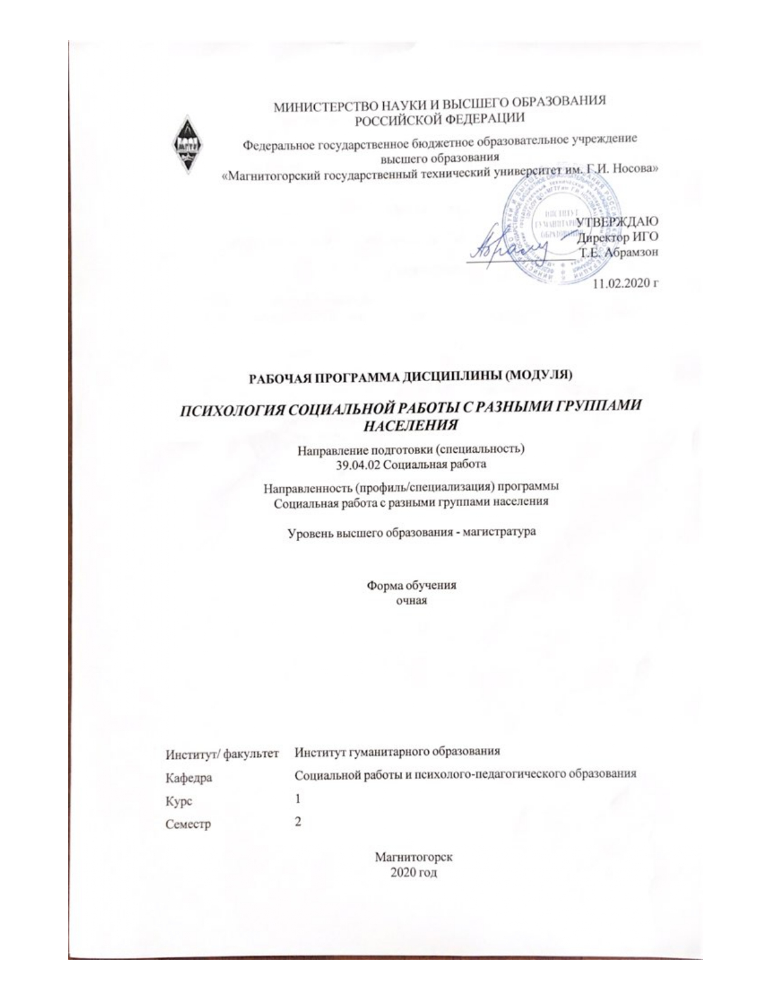 МИНИСТЕРСТВО НАУКИ И ВЫСШЕГО ОБРАЗОВАНИЯ
РОССИЙСКОЙ ФЕДЕРАЦИИ
МГТУ
Федеральное государственное бюджетное образовательное учреждение
высшего образования
«Магнитогорский государственный технический университет им. Г.И. Носова»
ИНСТИТУТ
ГУМАНИТАРНОГО
ОБРАЗОВАНИЯ
УТВЕРЖДАЮ
Директор ИГО
Т.Е. Абрамзон
11.02.2020 г
РАБОЧАЯ ПРОГРАММА ДИСЦИПЛИНЫ (МОДУЛЯ)
ПСИХОЛОГИЯ СОЦИАЛЬНОЙ РАБОТЫ С РАЗНЫМИ ГРУППАМИ
НАСЕЛЕНИЯ
Направление подготовки (специальность)
39.04.02 Социальная работа
Направленность (профиль/специализация) программы
Социальная работа с разными группами населения
Уровень высшего образования - магистратура
Форма обучения
очная
Институт/ факультет Институт гуманитарного образования
Кафедра Социальной работы и психолого-педагогического образования
Курс 1
Семестр 2
Магнитогорск
2020 год